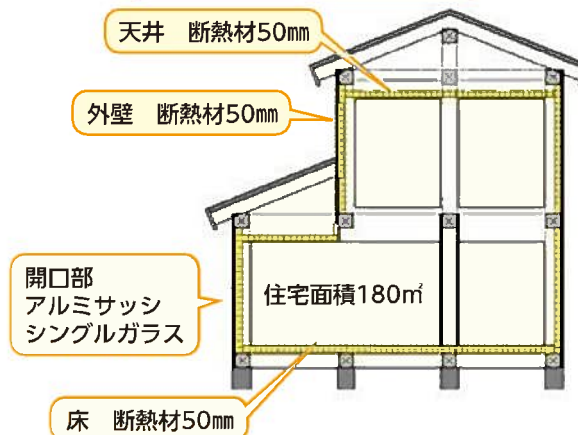 天井　断熱材50㎜
外壁　断熱材50㎜
開口部
アルミサッシ
シングルガラス
住宅面積180㎡
床　断熱材50㎜